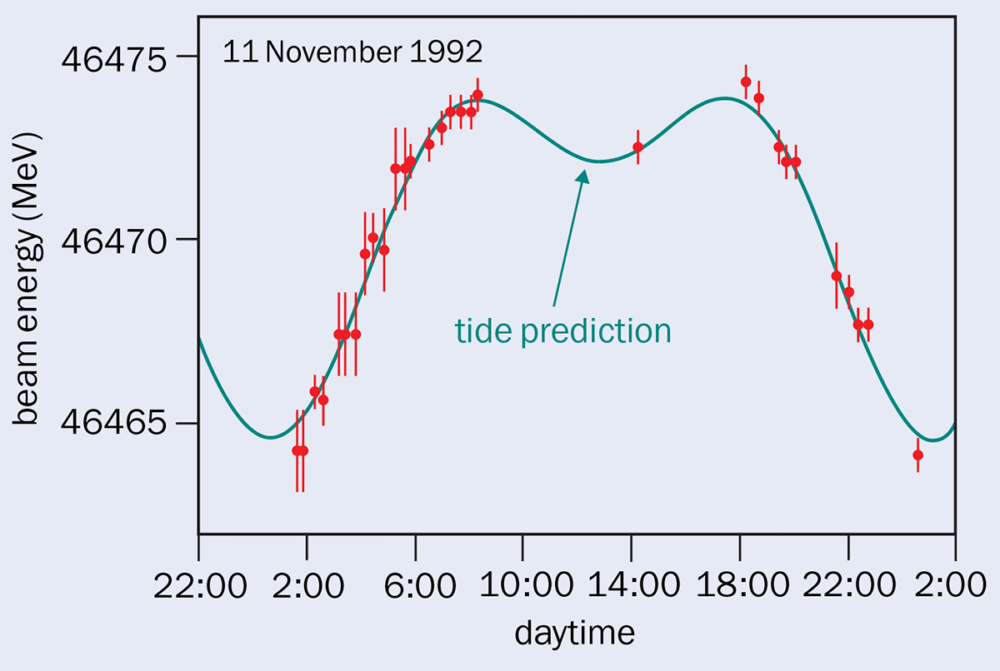 11 November 1992
46475
46470
46465
beam energy (MeV)
tide prediction
22:00 2:00 6:00 10:00 14:00 18:00 22:00 2:00
daytime